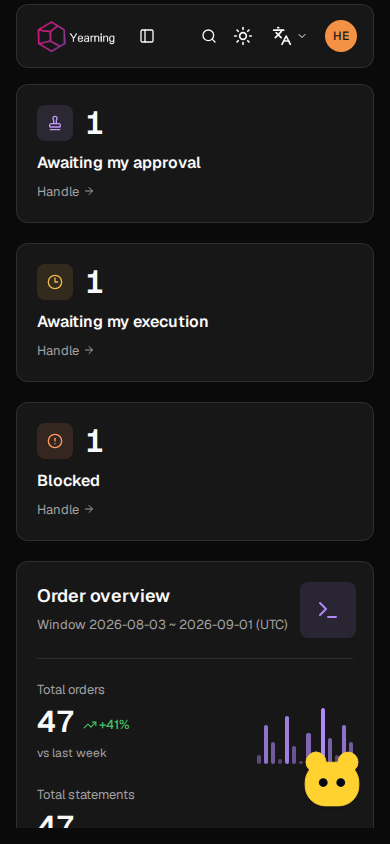 Yearning
HE
1
Awaiting my approval
Handle →
1
Awaiting my execution
Handle →
1
Blocked
Handle →
Order overview
Window 2026-08-03 ~ 2026-09-01 (UTC)
Total orders
47 +41%
vs last week
Total statements
47